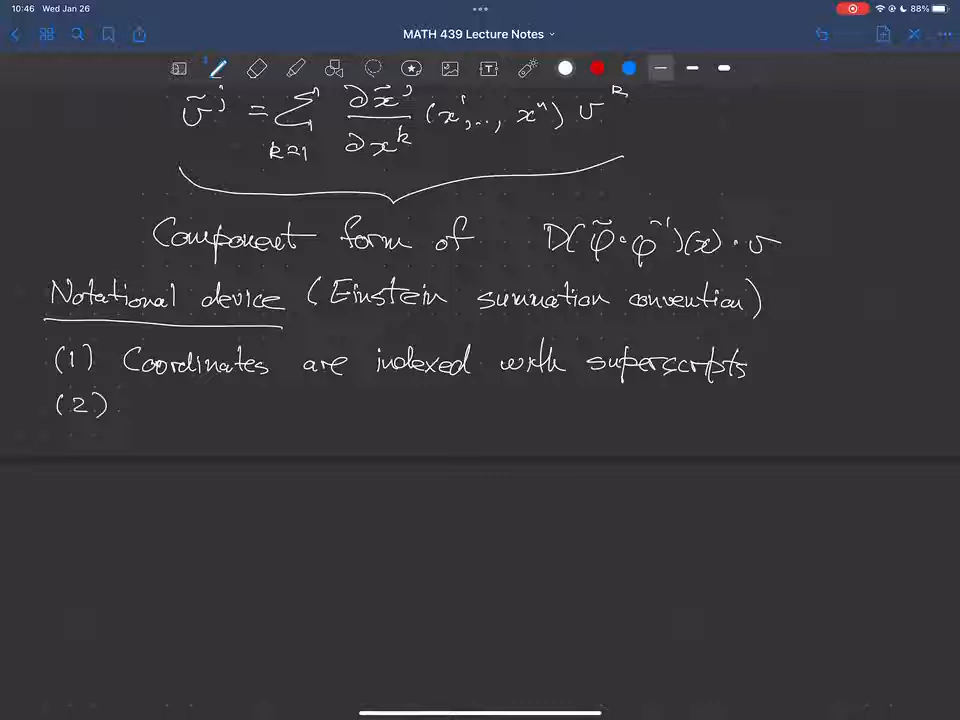 10:46 Wed Jan 26 88%
MATH 439 Lecture Notes
ṽ^j = Σ_{k=1}^n ∂x̃^j/∂x^k (x^1,..., x^n) v^k
Component form of D(φ̃∘φ^{-1})(x) · v
Notational device (Einstein summation convention)
(1) Coordinates are indexed with superscripts
(2)